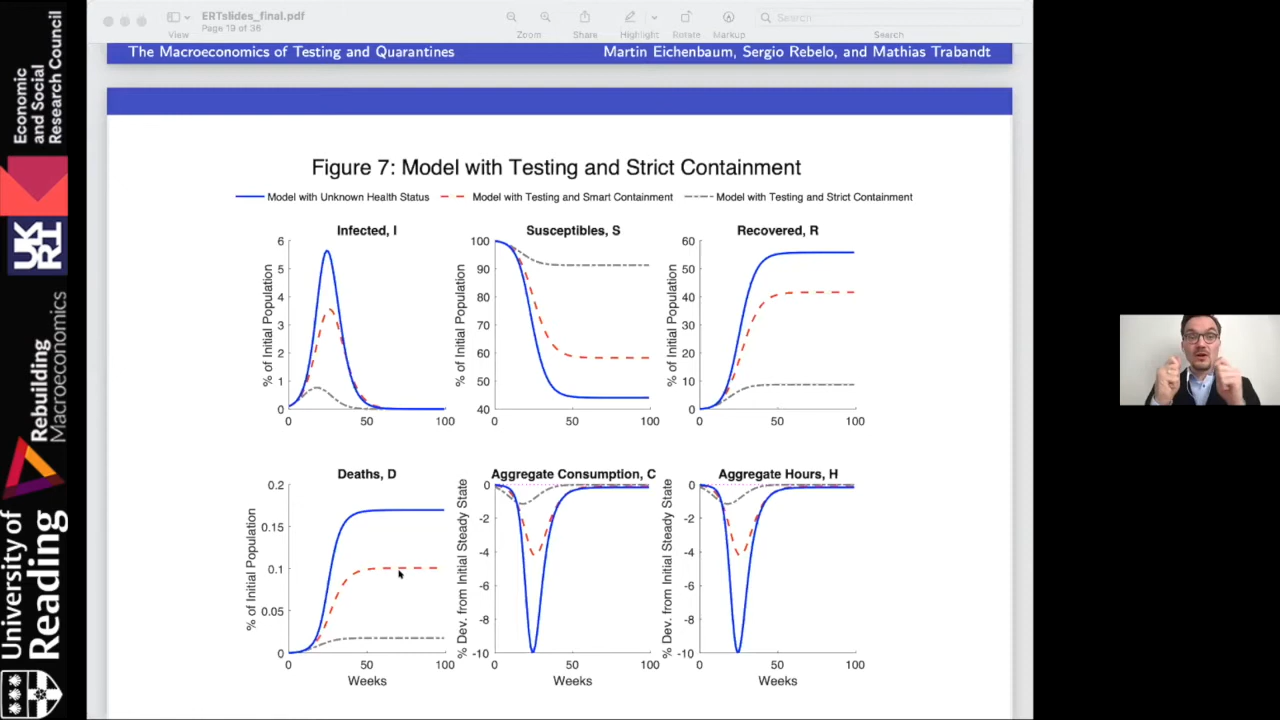 ERTslides_final.pdf
Page 19 of 36
View
Zoom
Share
Highlight
Rotate
Markup
Search
Search
The Macroeconomics of Testing and Quarantines
Martin Eichenbaum, Sergio Rebelo, and Mathias Trabandt
Figure 7: Model with Testing and Strict Containment
Model with Unknown Health Status
Model with Testing and Smart Containment
Model with Testing and Strict Containment
Infected, I
% of Initial Population
6
5
4
3
2
1
0
0 50 100
Susceptibles, S
% of Initial Population
100
90
80
70
60
50
40
0 50 100
Recovered, R
% of Initial Population
60
50
40
30
20
10
0
0 50 100
Deaths, D
% of Initial Population
0.2
0.15
0.1
0.05
0
0 50 100
Weeks
Aggregate Consumption, C
% Dev. from Initial Steady State
0
-2
-4
-6
-8
-10
0 50 100
Weeks
Aggregate Hours, H
% Dev. from Initial Steady State
0
-2
-4
-6
-8
-10
0 50 100
Weeks
Economic
and Social
Research Council
UKRI
Rebuilding
Macroeconomics
University of
Reading